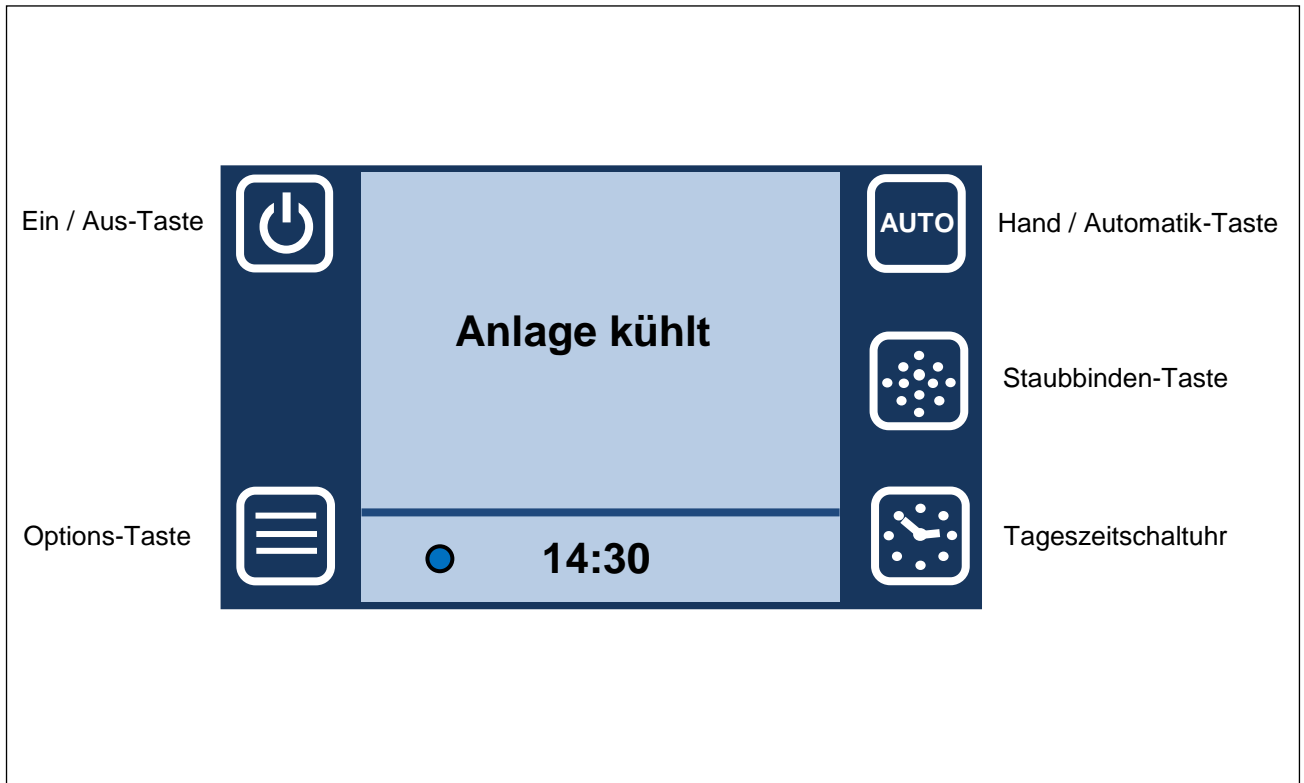 Ein / Aus-Taste
AUTO
Hand / Automatik-Taste
Anlage kühlt
Staubbinden-Taste
Options-Taste
14:30
Tageszeitschaltuhr